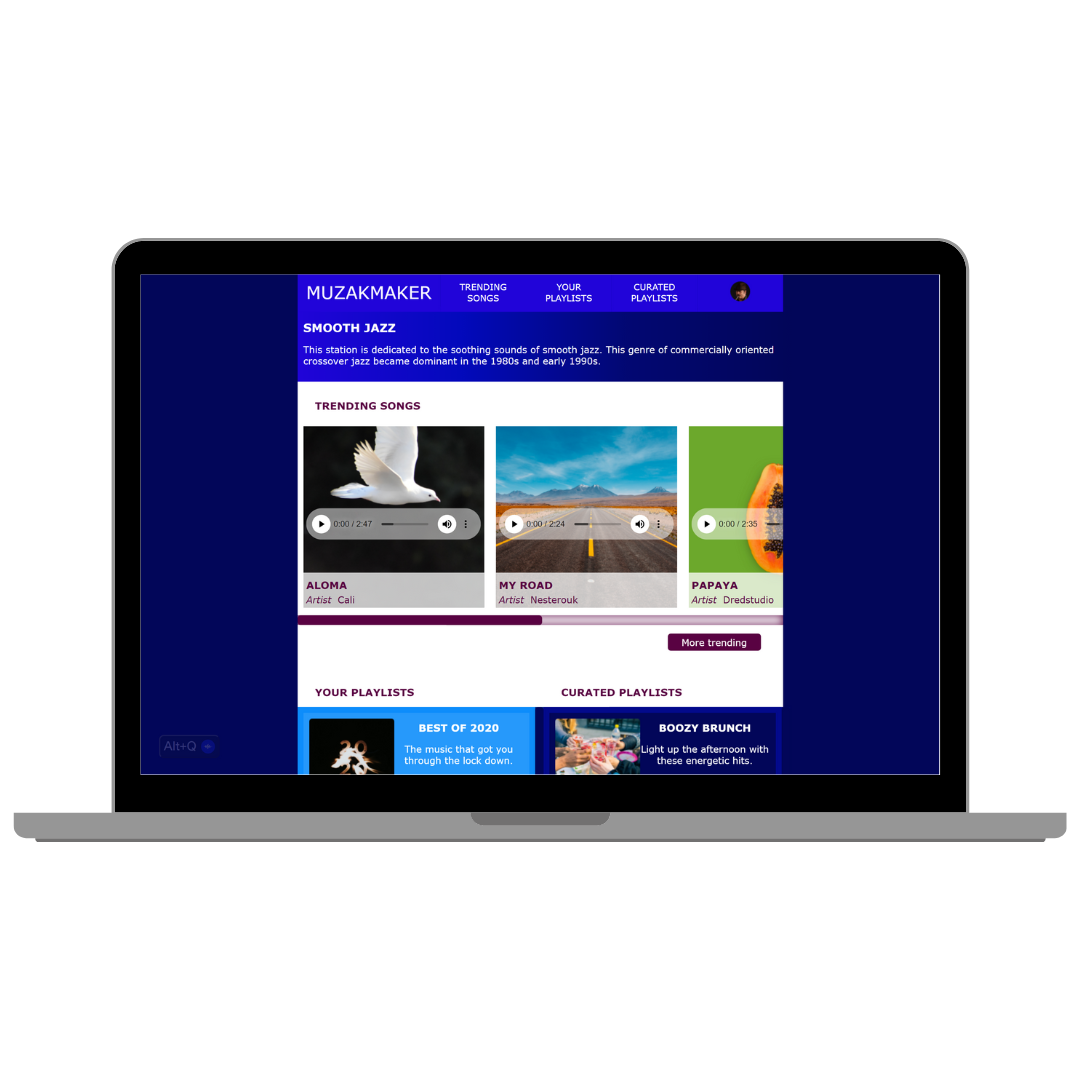 MUZAKMAKER
TRENDING
SONGS
YOUR
PLAYLISTS
CURATED
PLAYLISTS
SMOOTH JAZZ
This station is dedicated to the soothing sounds of smooth jazz. This genre of commercially oriented
crossover jazz became dominant in the 1980s and early 1990s.
TRENDING SONGS
0:00 / 2:47
0:00 / 2:24
0:00 / 2:35
ALOMA
Artist Cali
MY ROAD
Artist Nesterouk
PAPAYA
Artist Dredstudio
More trending
YOUR PLAYLISTS
CURATED PLAYLISTS
20
BEST OF 2020
The music that got you
through the lock down.
BOOZY BRUNCH
Light up the afternoon with
these energetic hits.
Alt+Q